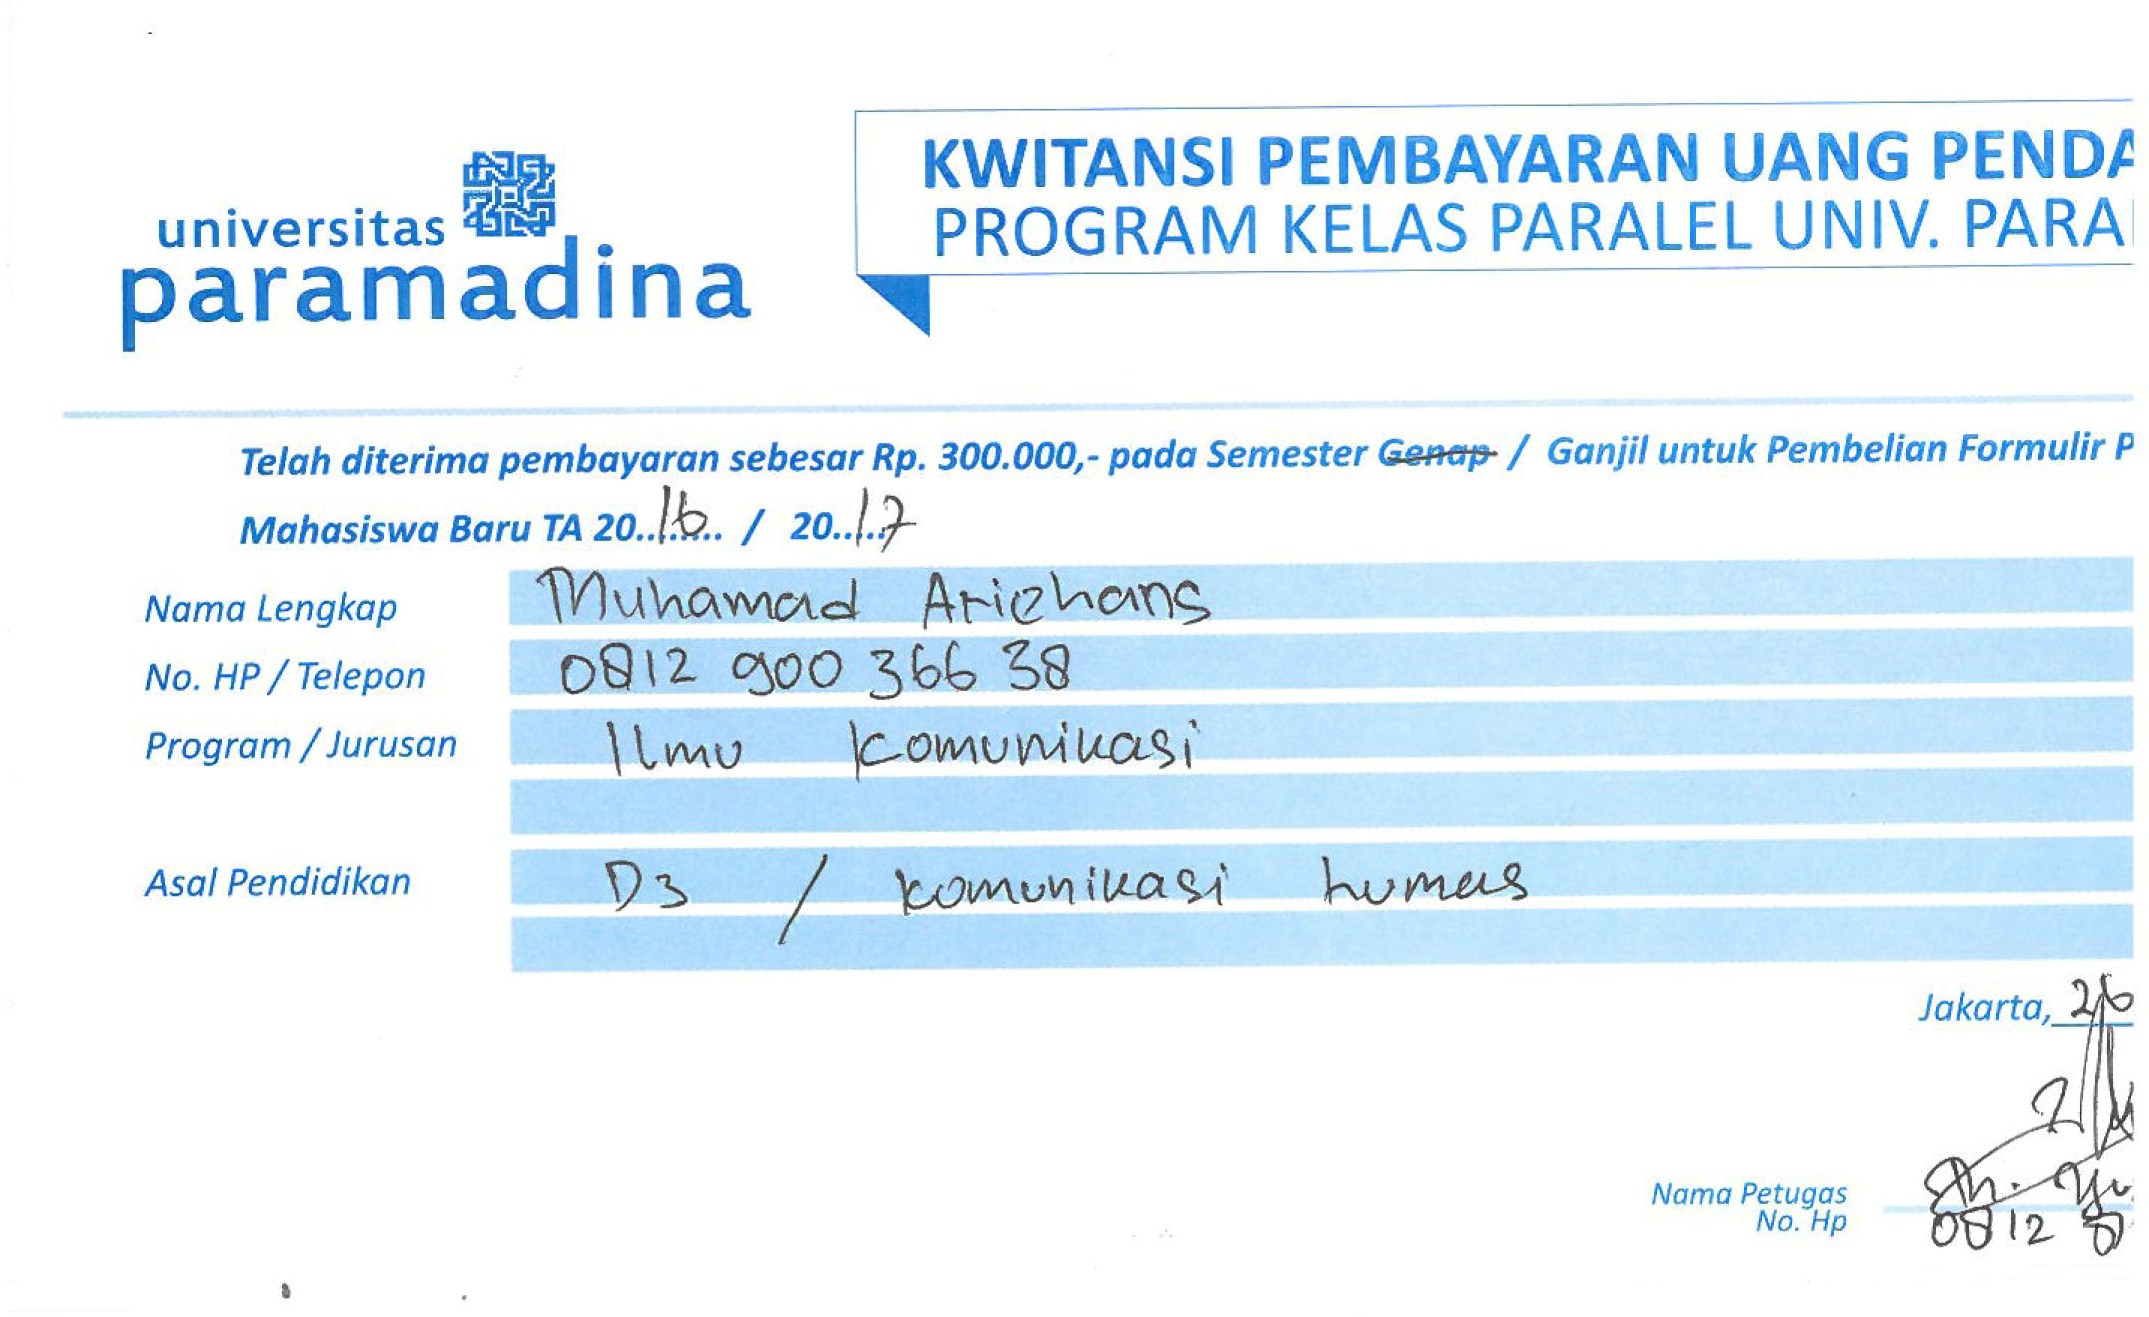 universitas
paramadina
KWITANSI PEMBAYARAN UANG PENDA
PROGRAM KELAS PARALEL UNIV. PARA
Telah diterima pembayaran sebesar Rp. 300.000,- pada Semester Genap / Ganjil untuk Pembelian Formulir P
Mahasiswa Baru TA 20..16... / 20..17
Nama Lengkap Muhamad Ariehans
No. HP / Telepon 0812 900 366 38
Program / Jurusan Ilmu Komunikasi
Asal Pendidikan D3 / komunikasi humas
Jakarta, 26
Nama Petugas
No. Hp 0812